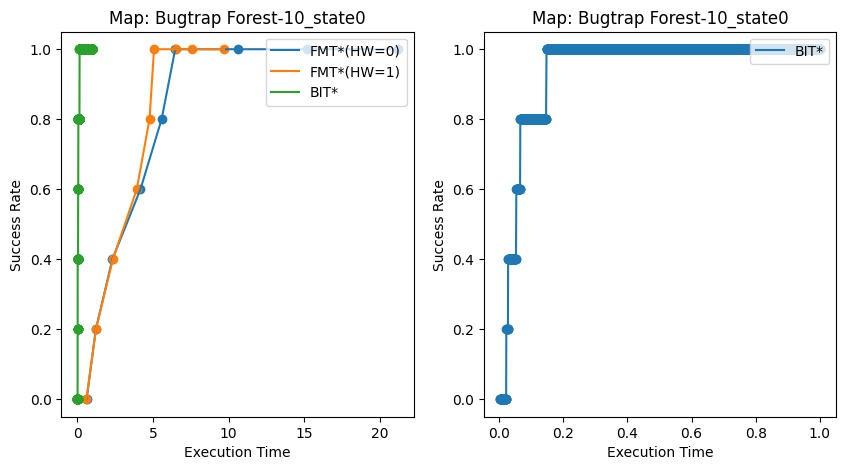 Map: Bugtrap Forest-10_state0
1.0
0.8
0.6
0.4
0.2
0.0
Success Rate
0
5
10
15
20
Execution Time
FMT*(HW=0)
FMT*(HW=1)
BIT*
Map: Bugtrap Forest-10_state0
1.0
0.8
0.6
0.4
0.2
0.0
Success Rate
0.0
0.2
0.4
0.6
0.8
1.0
Execution Time
BIT*